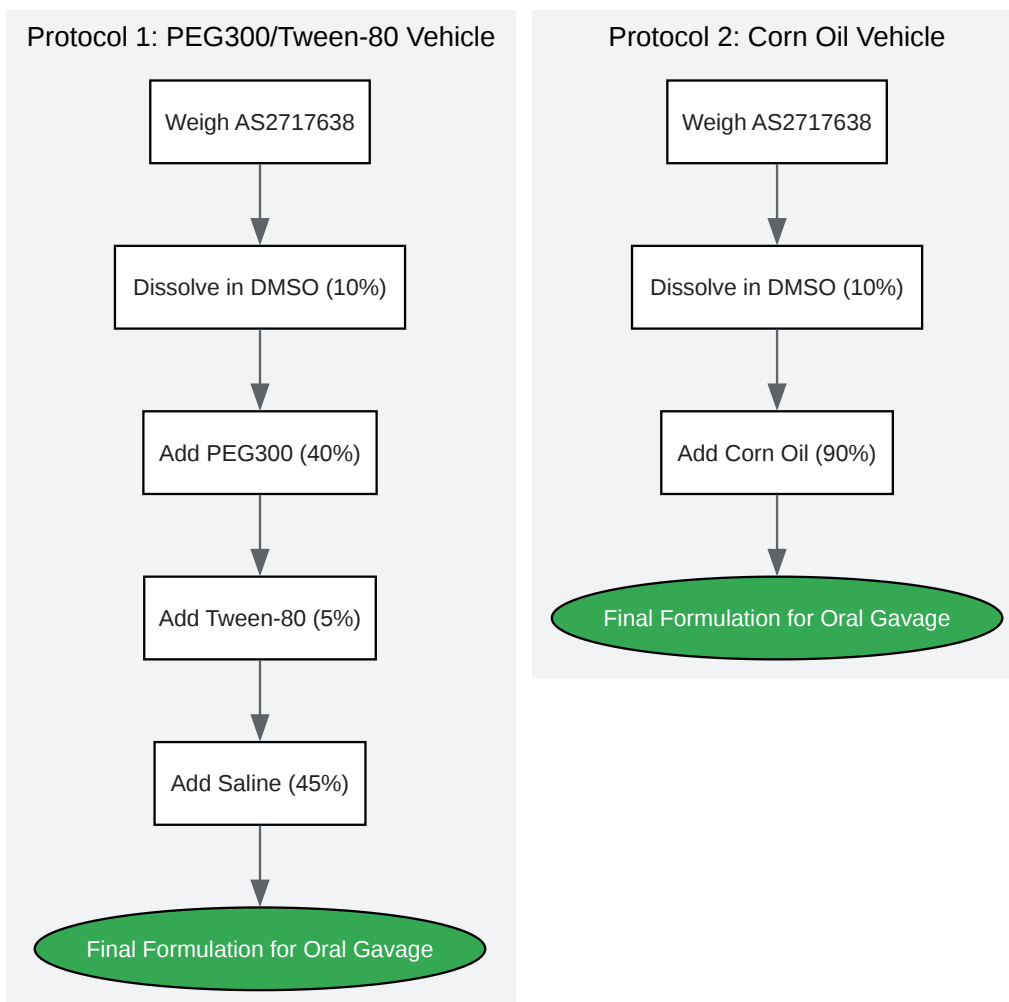 Protocol 1: PEG300/Tween-80 Vehicle
Weigh AS2717638
Dissolve in DMSO (10%)
Add PEG300 (40%)
Add Tween-80 (5%)
Add Saline (45%)
Final Formulation for Oral Gavage
Protocol 2: Corn Oil Vehicle
Weigh AS2717638
Dissolve in DMSO (10%)
Add Corn Oil (90%)
Final Formulation for Oral Gavage